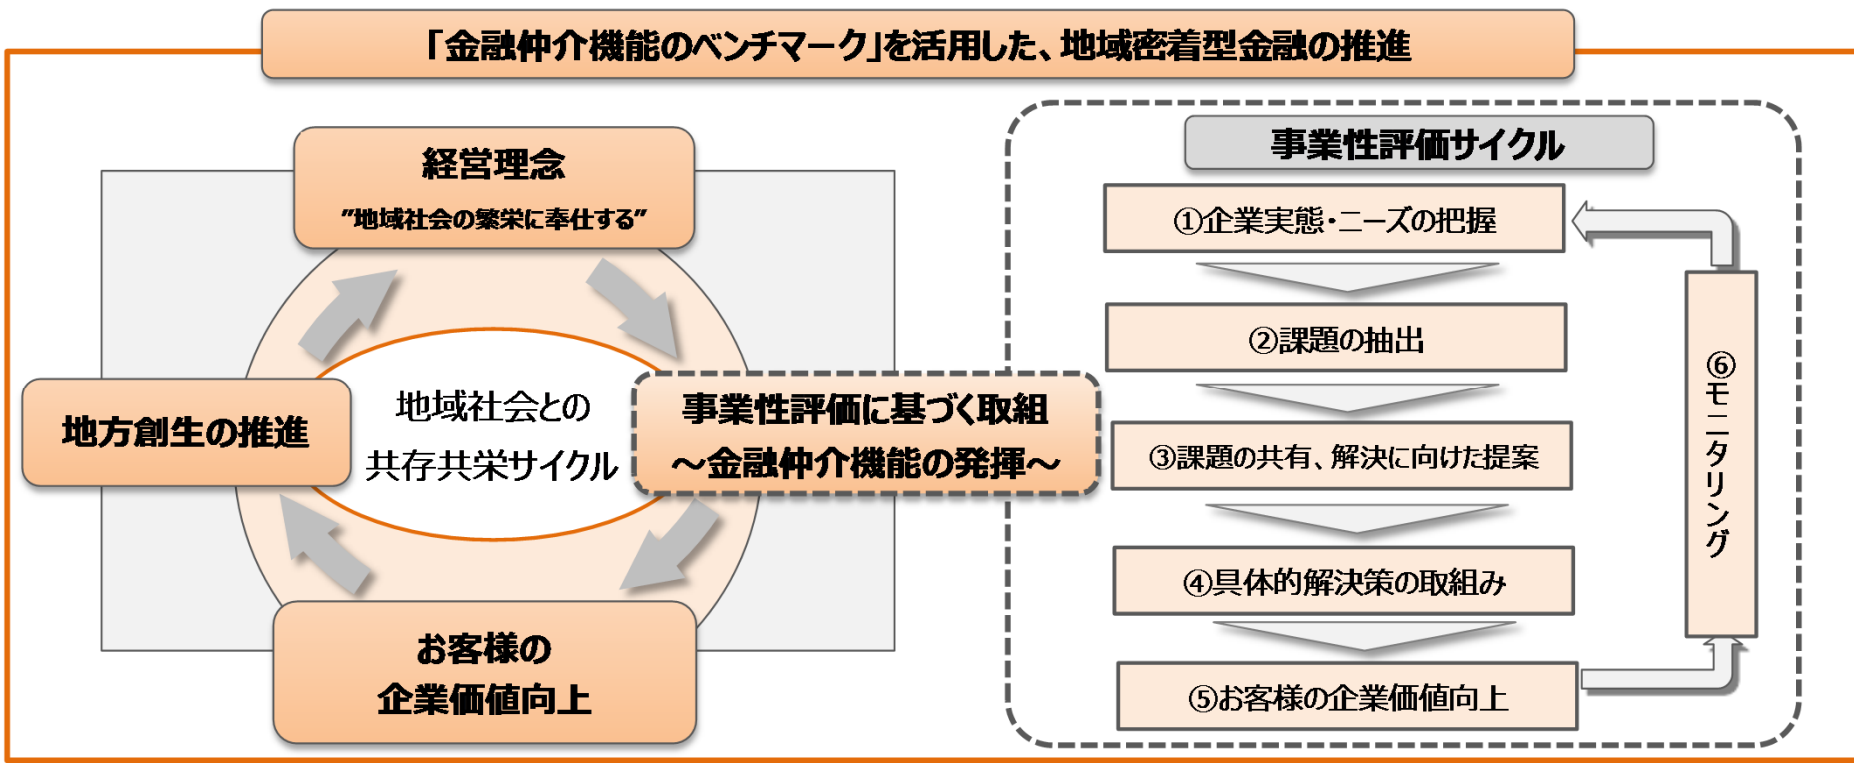 「金融仲介機能のベンチマーク」を活用した、地域密着型金融の推進
経営理念
”地域社会の繁栄に奉仕する”
地方創生の推進
地域社会との
共存共栄サイクル
事業性評価に基づく取組
～金融仲介機能の発揮～
お客様の
企業価値向上
事業性評価サイクル
①企業実態・ニーズの把握
②課題の抽出
③課題の共有、解決に向けた提案
④具体的解決策の取組み
⑤お客様の企業価値向上
⑥モニタリング